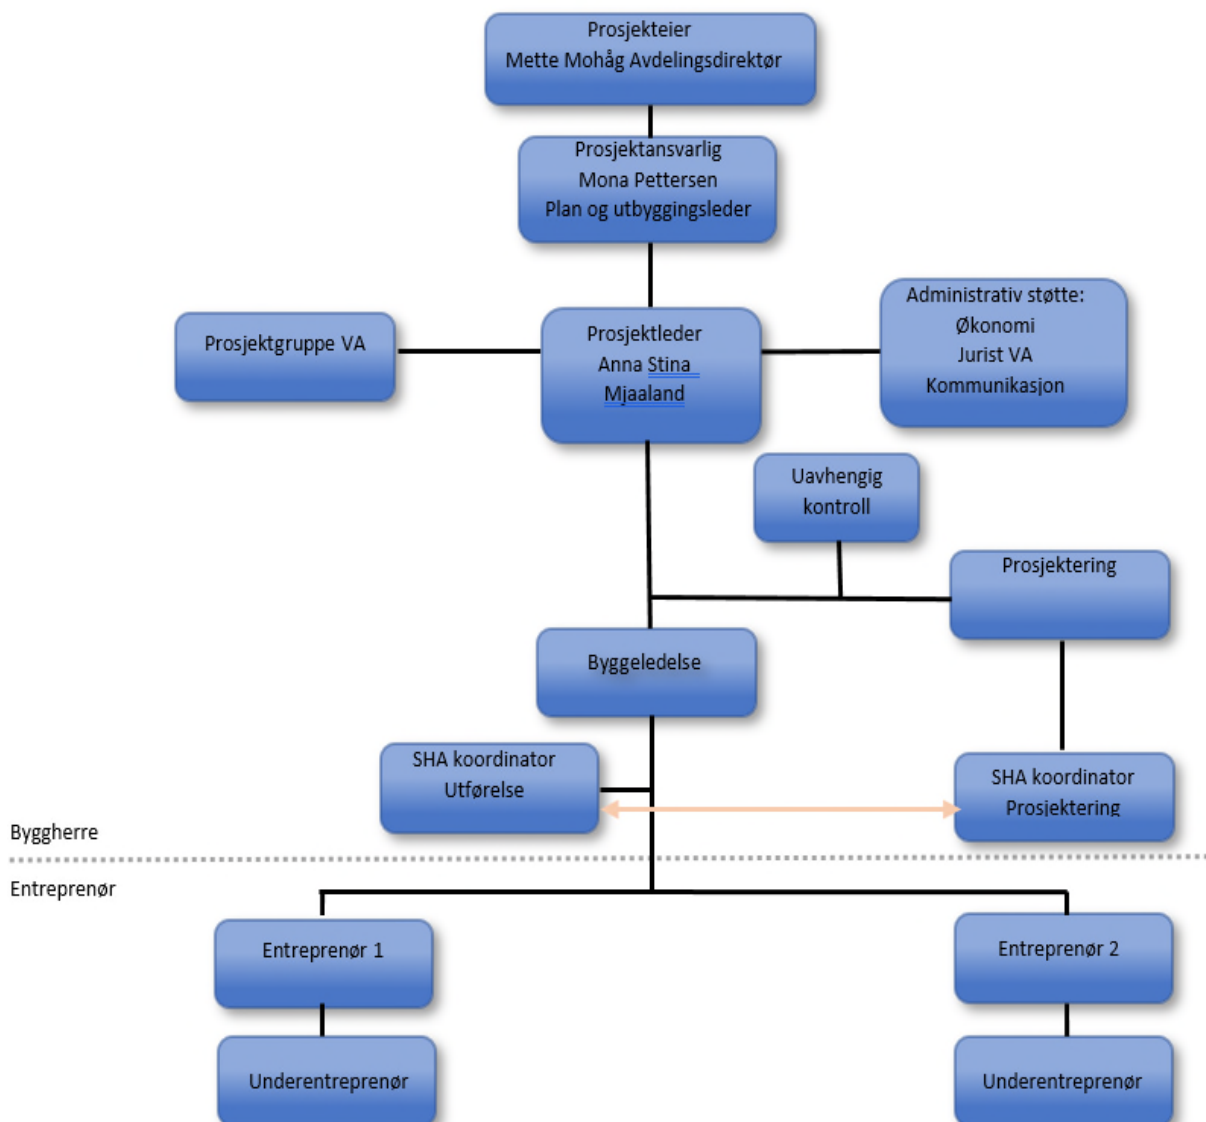 Prosjekteier
Mette Mohåg Avdelingsdirektør
Prosjektansvarlig
Mona Pettersen
Plan og utbyggingsleder
Prosjektgruppe VA
Prosjektleder
Anna Stina
Mjaaland
Administrativ støtte:
Økonomi
Jurist VA
Kommunikasjon
Uavhengig
kontroll
Prosjektering
Byggeledelse
SHA koordinator
Utførelse
SHA koordinator
Prosjektering
Byggherre
Entreprenør
Entreprenør 1
Entreprenør 2
Underentreprenør
Underentreprenør